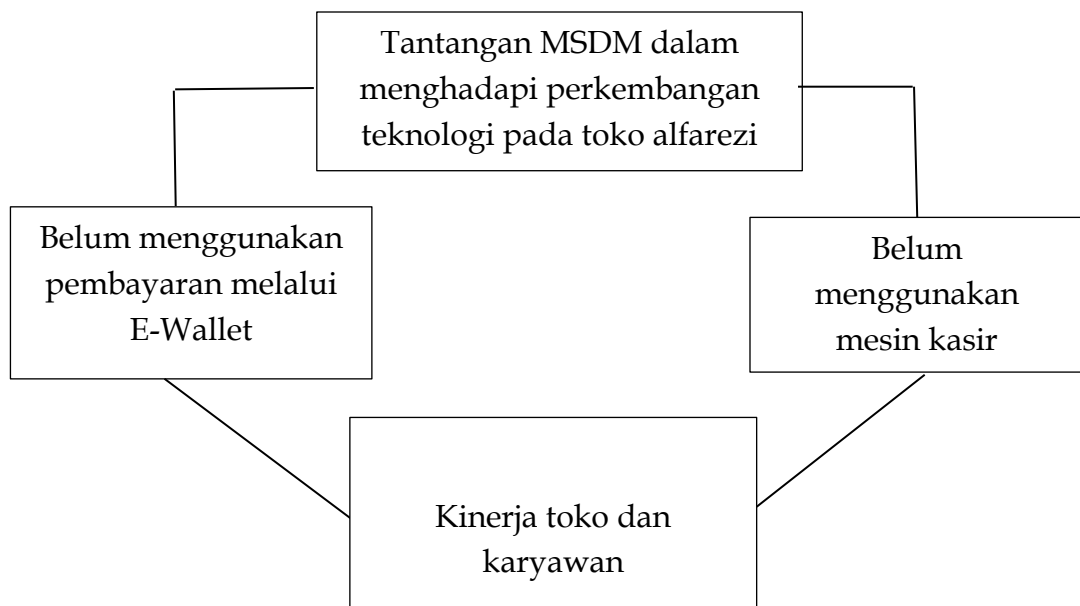 Tantangan MSDM dalam
menghadapi perkembangan
teknologi pada toko alfarezi
Belum menggunakan
pembayaran melalui
E-Wallet
Belum
menggunakan
mesin kasir
Kinerja toko dan
karyawan